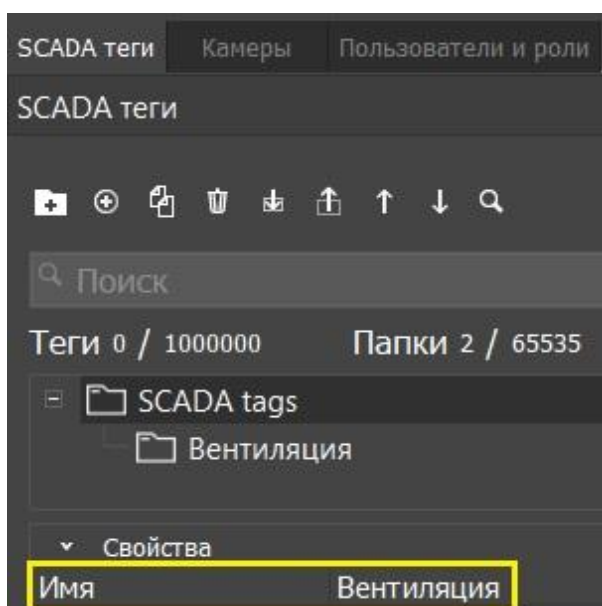 SCADA теги Камеры Пользователи и роли
SCADA теги
Поиск
Теги 0 / 1000000 Папки 2 / 65535
SCADA tags
Вентиляция
Свойства
Имя Вентиляция